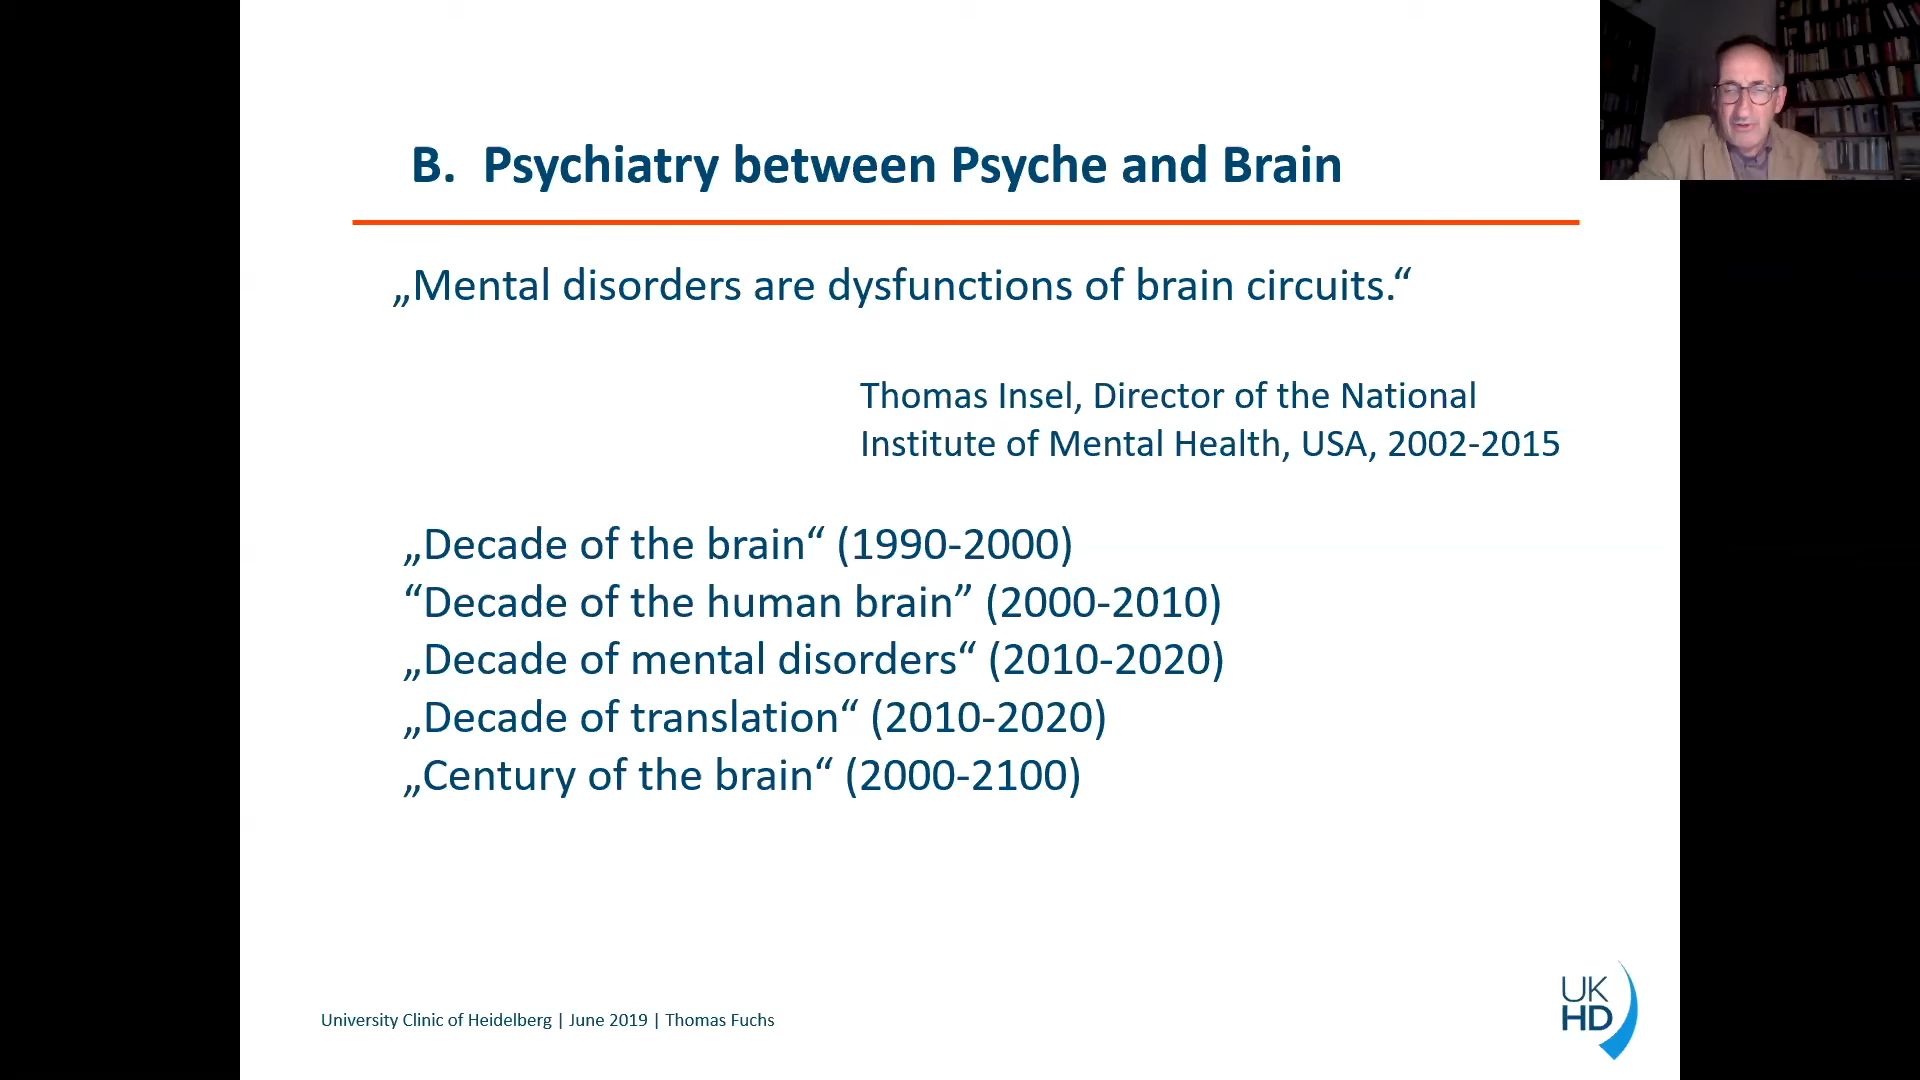 B. Psychiatry between Psyche and Brain
„Mental disorders are dysfunctions of brain circuits.“
Thomas Insel, Director of the National
Institute of Mental Health, USA, 2002-2015
„Decade of the brain“ (1990-2000)
“Decade of the human brain” (2000-2010)
„Decade of mental disorders“ (2010-2020)
„Decade of translation“ (2010-2020)
„Century of the brain“ (2000-2100)
University Clinic of Heidelberg | June 2019 | Thomas Fuchs
UK
HD